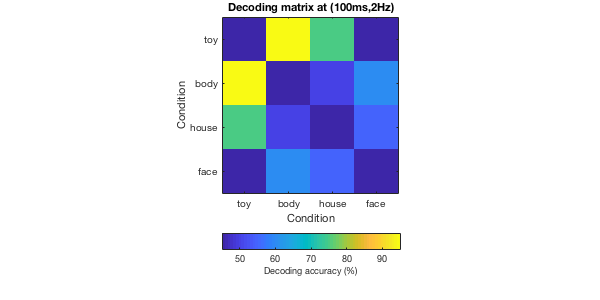 Decoding matrix at (100ms,2Hz)
toy
body
house
face
Condition
toy body house face
Condition
50 60 70 80 90
Decoding accuracy (%)